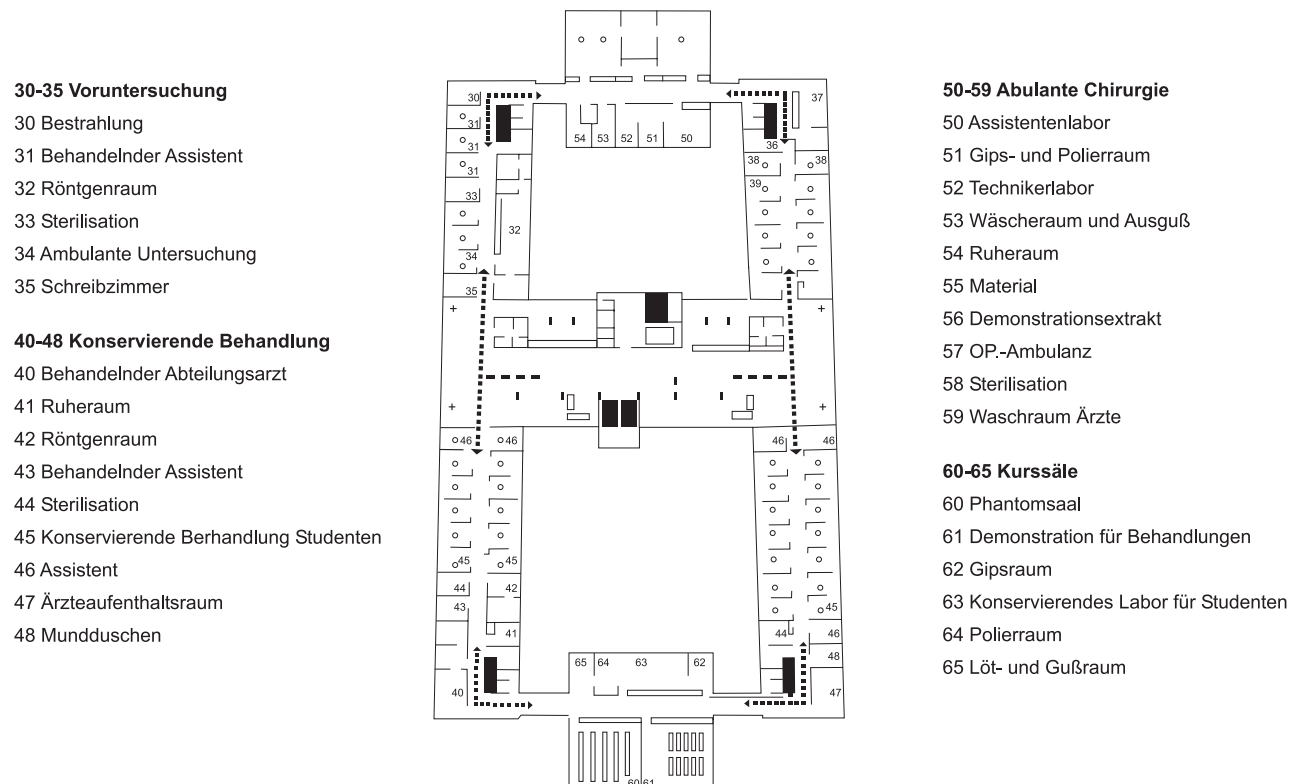 30-35 Voruntersuchung
30 Bestrahlung
31 Behandelnder Assistent
32 Röntgenraum
33 Sterilisation
34 Ambulante Untersuchung
35 Schreibzimmer
40-48 Konservierende Behandlung
40 Behandelnder Abteilungsarzt
41 Ruheraum
42 Röntgenraum
43 Behandelnder Assistent
44 Sterilisation
45 Konservierende Berhandlung Studenten
46 Assistent
47 Ärzteaufenthaltsraum
48 Mundduschen
30
31
31
31
33
32
34
35
54 53 52 51 50
37
36
38 38
39
46 46
45 45
44 42
43
41
40
46 46
45
44 46
48
47
65 64 63 62
60 61
50-59 Abulante Chirurgie
50 Assistentenlabor
51 Gips- und Polierraum
52 Technikerlabor
53 Wäscheraum und Ausguß
54 Ruheraum
55 Material
56 Demonstrationsextrakt
57 OP.-Ambulanz
58 Sterilisation
59 Waschraum Ärzte
60-65 Kurssäle
60 Phantomsaal
61 Demonstration für Behandlungen
62 Gipsraum
63 Konservierendes Labor für Studenten
64 Polierraum
65 Löt- und Gußraum